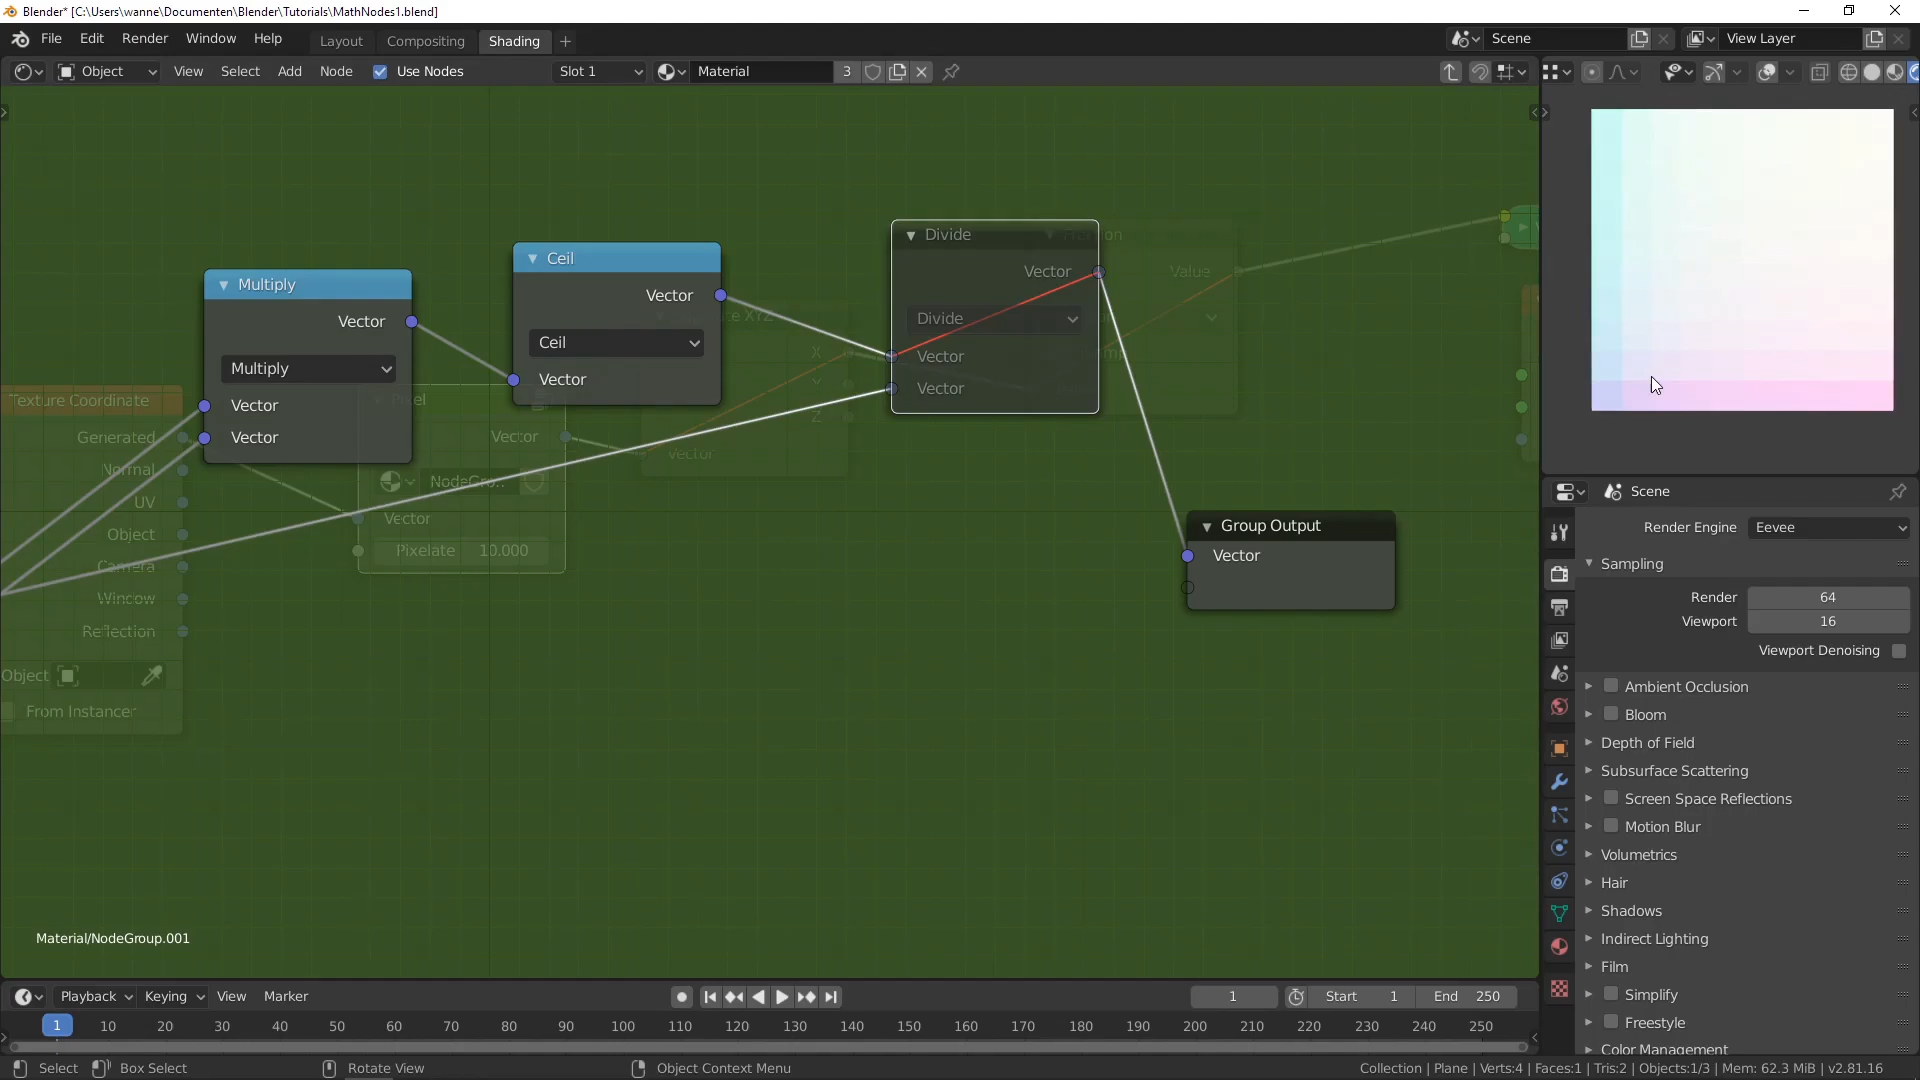 Blender* [C:\Users\wanne\Documenten\Blender\Tutorials\MathNodes1.blend]
File Edit Render Window Help Layout Compositing Shading + Scene View Layer
Object View Select Add Node Use Nodes Slot 1 Material 3
Divide
Ceil
Multiply
Vector Value
Vector
Vector
Divide
Ceil
Multiply
Vector
X
Vector
Vector
Vector
Vector
Texture Coordinate
Pixel
Generated
Vector
Vector
Normal
NodeGro..
UV
Vector
Object
Pixelate 10.000
Camera
Window
Reflection
Object
From Instancer
Group Output
Vector
Material/NodeGroup.001
Scene
Render Engine Eevee
Sampling
Render 64
Viewport 16
Viewport Denoising
Ambient Occlusion
Bloom
Depth of Field
Subsurface Scattering
Screen Space Reflections
Motion Blur
Volumetrics
Hair
Shadows
Indirect Lighting
Film
Simplify
Freestyle
Color Management
Playback Keying View Marker 1 Start 1 End 250
1 10 20 30 40 50 60 70 80 90 100 110 120 130 140 150 160 170 180 190 200 210 220 230 240 250
Select Box Select Rotate View Object Context Menu Collection | Plane | Verts:4 | Faces:1 | Tris:2 | Objects:1/3 | Mem: 62.3 MiB | v2.81.16